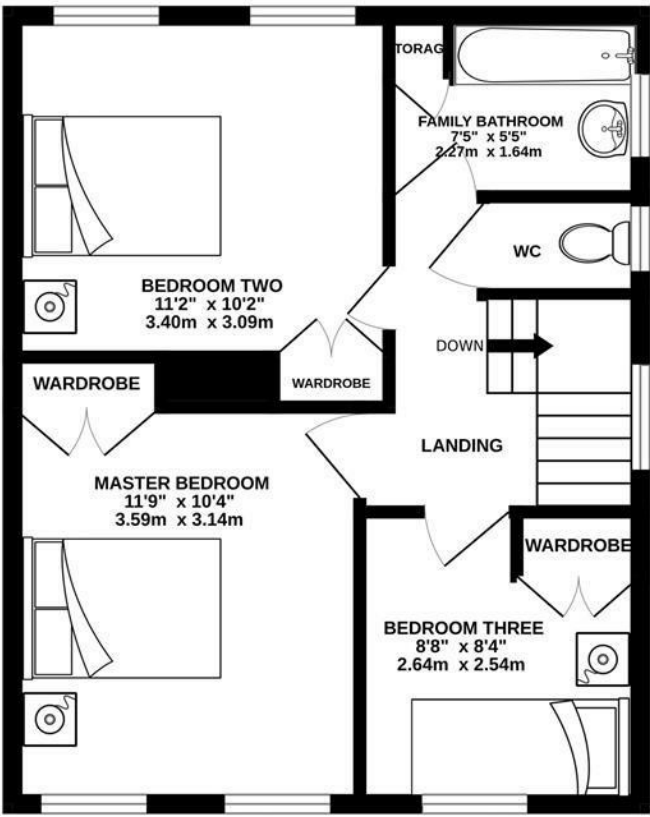 TORAG
FAMILY BATHROOM
7'5" x 5'5"
2.27m x 1.64m
WC
BEDROOM TWO
11'2" x 10'2"
3.40m x 3.09m
WARDROBE
WARDROBE
DOWN
LANDING
MASTER BEDROOM
11'9" x 10'4"
3.59m x 3.14m
WARDROBE
BEDROOM THREE
8'8" x 8'4"
2.64m x 2.54m